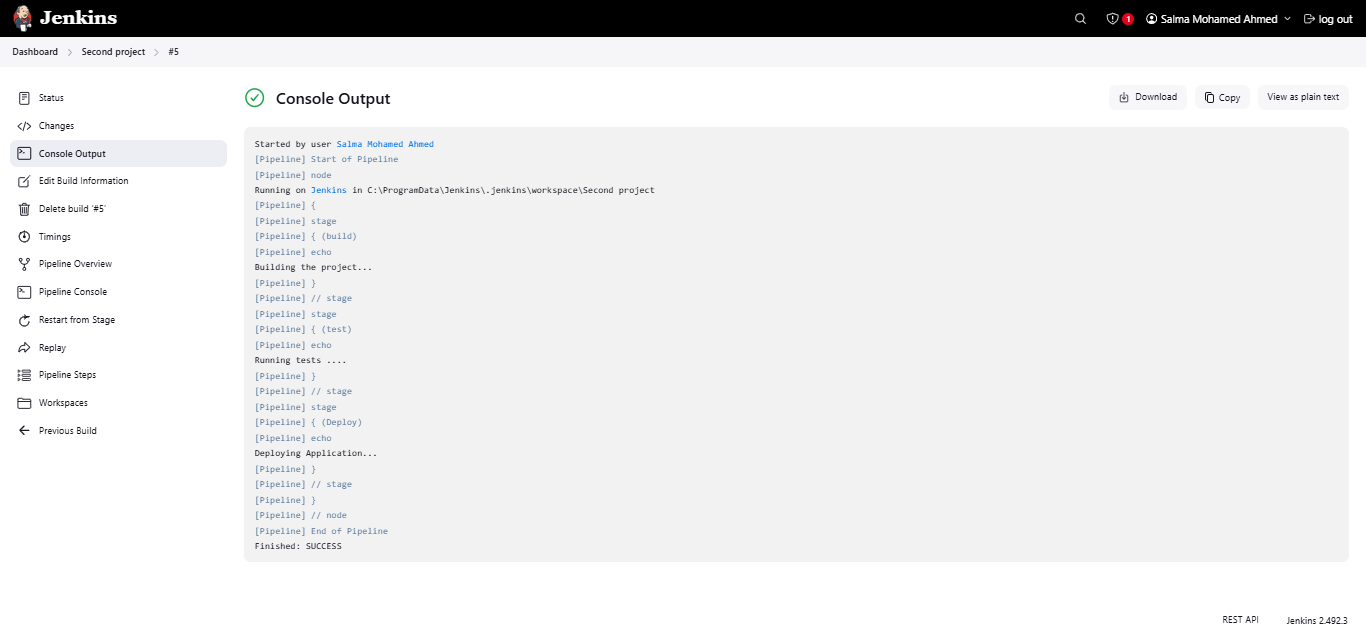 Jenkins
1
Salma Mohamed Ahmed
log out
Dashboard
Second project
#5
Status
Changes
Console Output
Edit Build Information
Delete build '#5'
Timings
Pipeline Overview
Pipeline Console
Restart from Stage
Replay
Pipeline Steps
Workspaces
Previous Build
Console Output
Download
Copy
View as plain text
Started by user Salma Mohamed Ahmed
[Pipeline] Start of Pipeline
[Pipeline] node
Running on Jenkins in C:\ProgramData\Jenkins\.jenkins\workspace\Second project
[Pipeline] {
[Pipeline] stage
[Pipeline] { (build)
[Pipeline] echo
Building the project...
[Pipeline] }
[Pipeline] // stage
[Pipeline] stage
[Pipeline] { (test)
[Pipeline] echo
Running tests ....
[Pipeline] }
[Pipeline] // stage
[Pipeline] stage
[Pipeline] { (Deploy)
[Pipeline] echo
Deploying Application...
[Pipeline] }
[Pipeline] // stage
[Pipeline] }
[Pipeline] // node
[Pipeline] End of Pipeline
Finished: SUCCESS
REST API
Jenkins 2.492.3